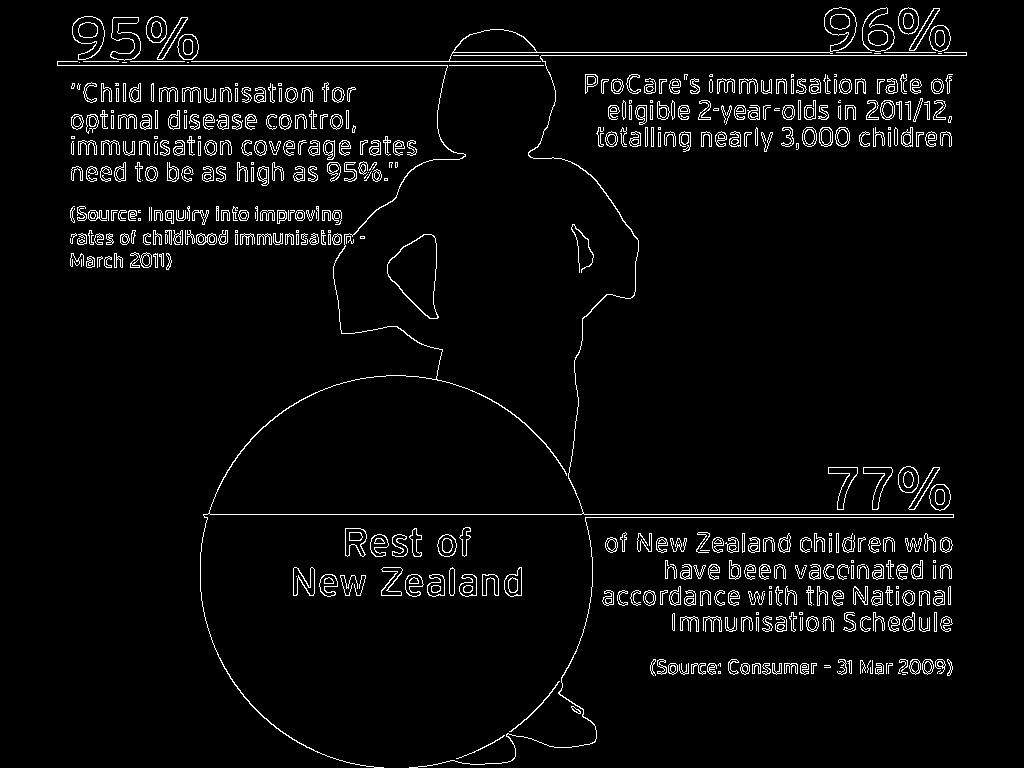 95%
"Child Immunisation for
optimal disease control,
immunisation coverage rates
need to be as high as 95%."
(Source: Inquiry into improving
rates of childhood immunisation -
March 2011)
96%
ProCare's immunisation rate of
eligible 2-year-olds in 2011/12,
totalling nearly 3,000 children
Rest of
New Zealand
77%
of New Zealand children who
have been vaccinated in
accordance with the National
Immunisation Schedule
(Source: Consumer - 31 Mar 2009)